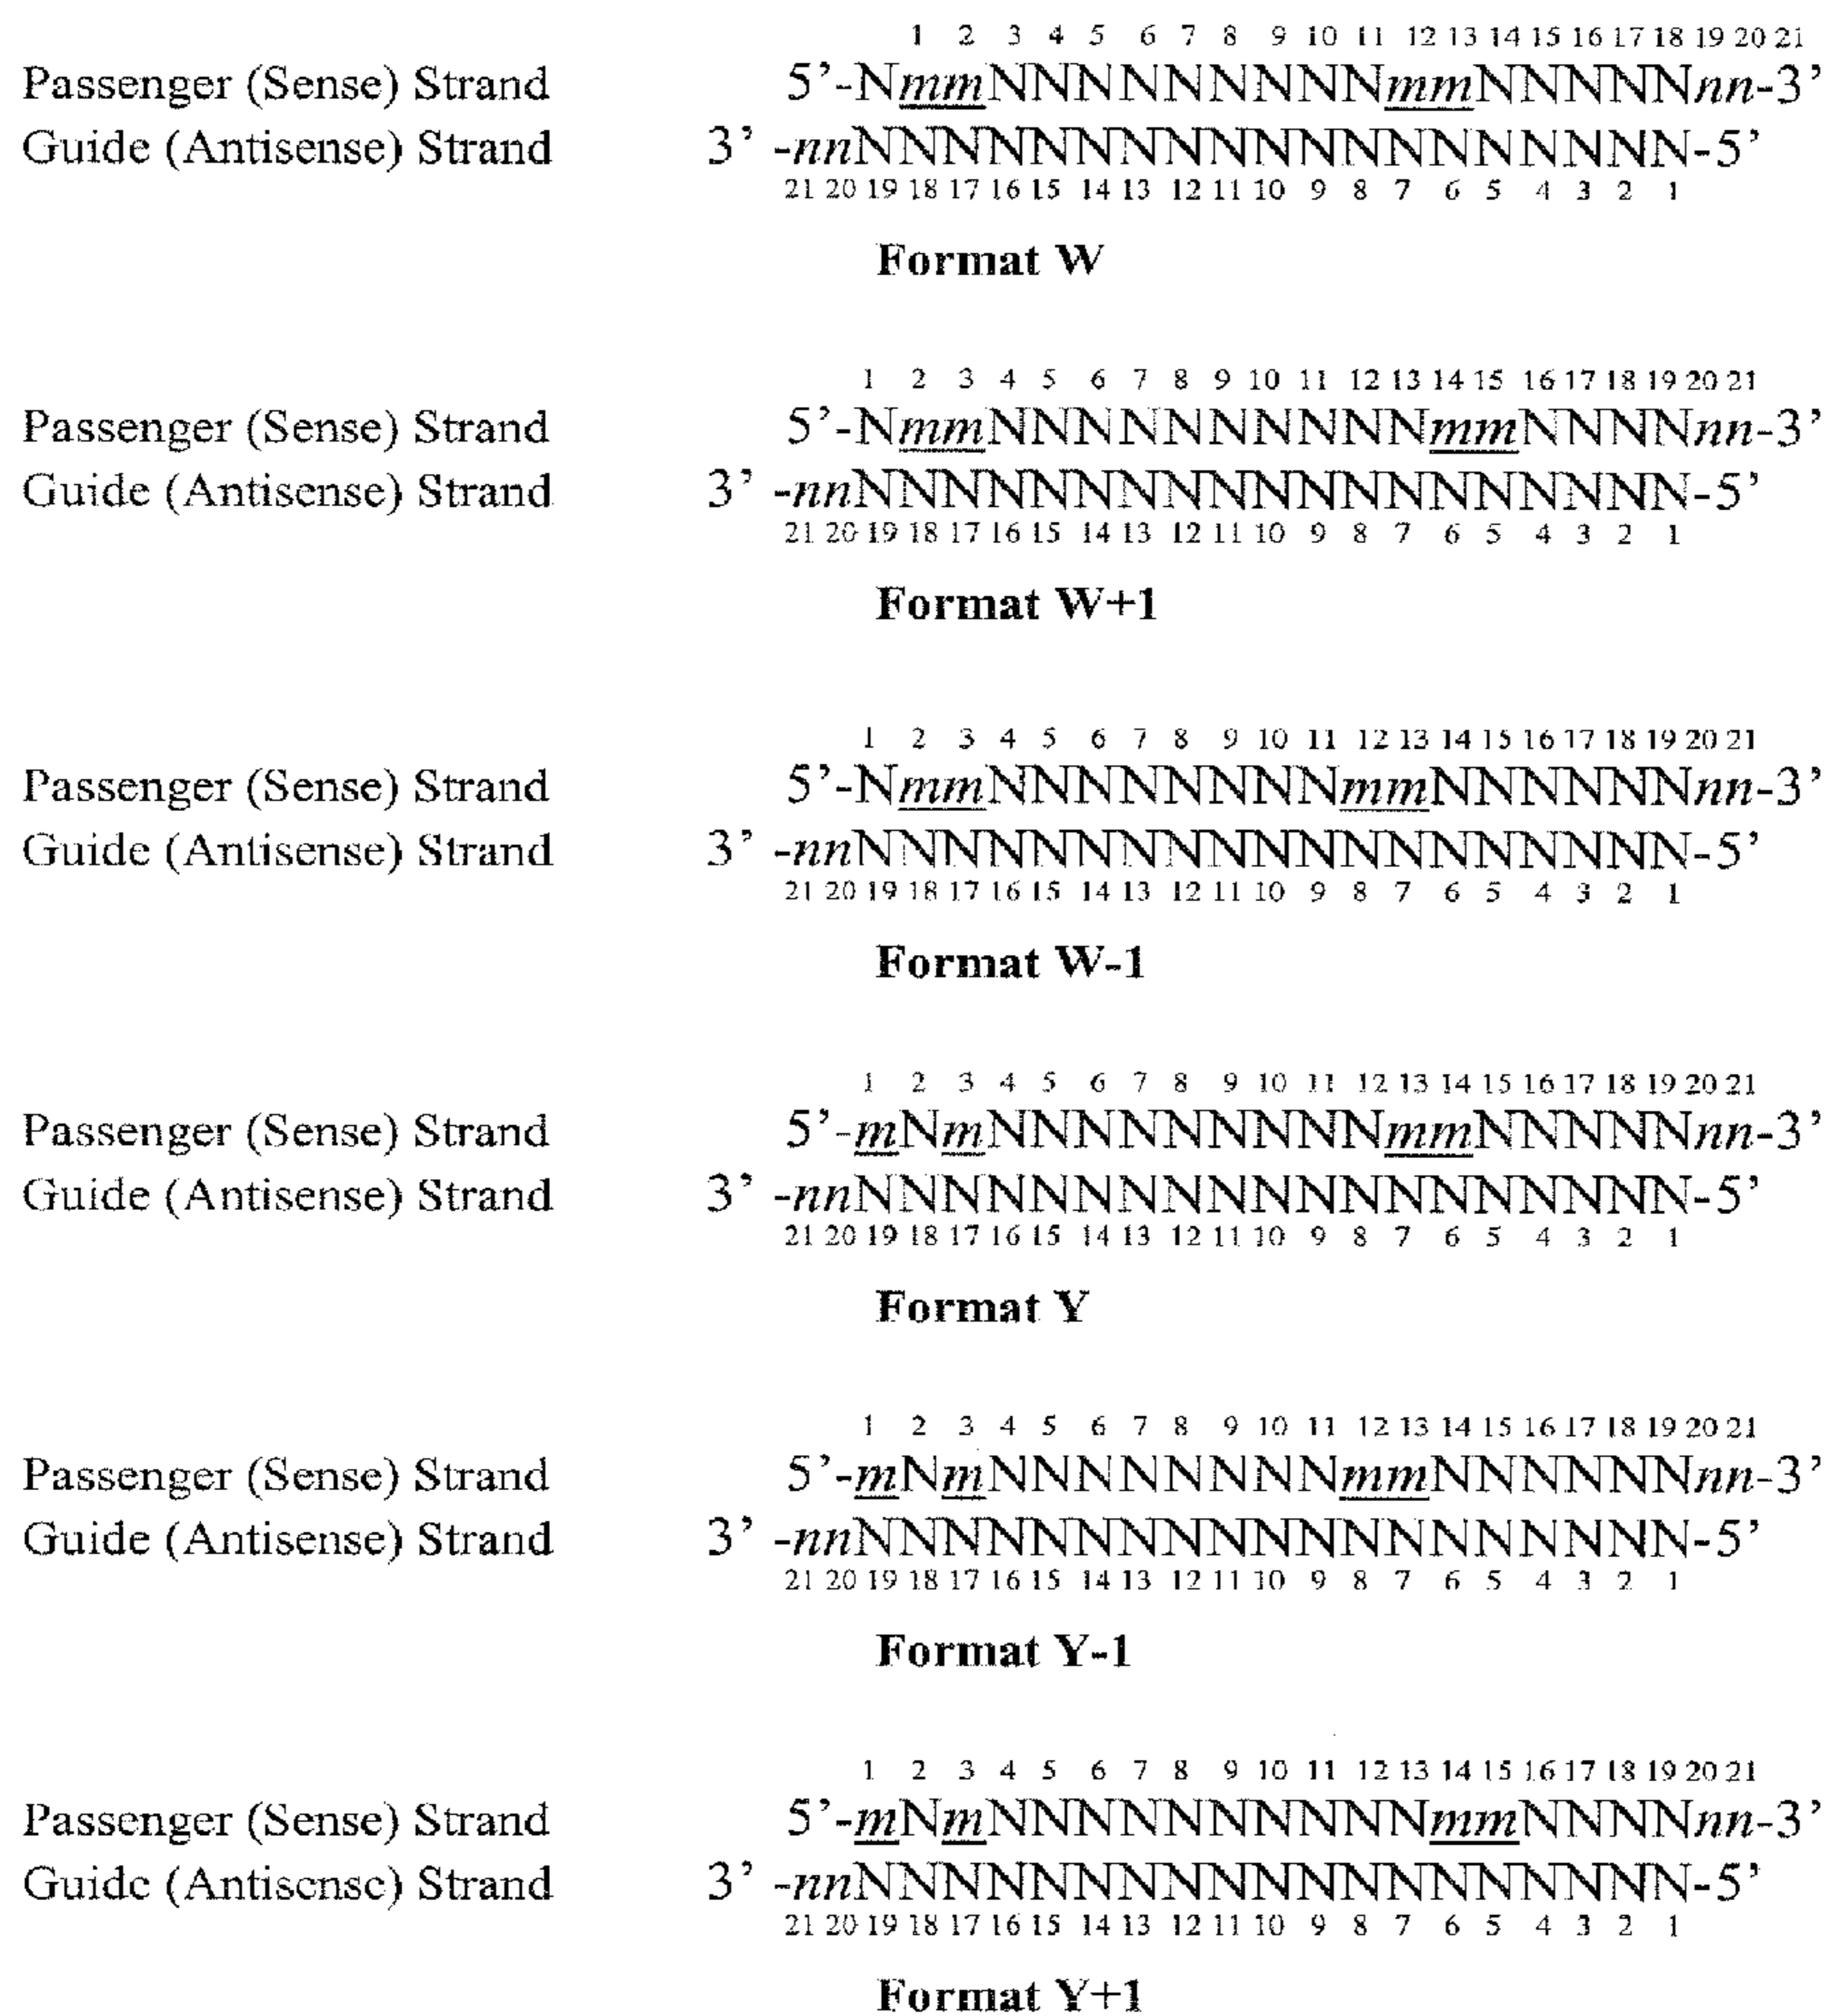 1 2 3 4 5 6 7 8 9 10 11 12 13 14 15 16 17 18 19 20 21
Passenger (Sense) Strand 5’-NmmNNNNNNNNNmmNNNNNnn-3’
Guide (Antisense) Strand 3’-nnNNNNNNNNNNNNNNNNNNN-5’
21 20 19 18 17 16 15 14 13 12 11 10 9 8 7 6 5 4 3 2 1
Format W
1 2 3 4 5 6 7 8 9 10 11 12 13 14 15 16 17 18 19 20 21
Passenger (Sense) Strand 5’-NmmNNNNNNNNNNmmNNNNnn-3’
Guide (Antisense) Strand 3’-nnNNNNNNNNNNNNNNNNNNN-5’
21 20 19 18 17 16 15 14 13 12 11 10 9 8 7 6 5 4 3 2 1
Format W+1
1 2 3 4 5 6 7 8 9 10 11 12 13 14 15 16 17 18 19 20 21
Passenger (Sense) Strand 5’-NmmNNNNNNNNmmNNNNNNnn-3’
Guide (Antisense) Strand 3’-nnNNNNNNNNNNNNNNNNNNN-5’
21 20 19 18 17 16 15 14 13 12 11 10 9 8 7 6 5 4 3 2 1
Format W-1
1 2 3 4 5 6 7 8 9 10 11 12 13 14 15 16 17 18 19 20 21
Passenger (Sense) Strand 5’-mNmNNNNNNNNNmmNNNNNnn-3’
Guide (Antisense) Strand 3’-nnNNNNNNNNNNNNNNNNNNN-5’
21 20 19 18 17 16 15 14 13 12 11 10 9 8 7 6 5 4 3 2 1
Format Y
1 2 3 4 5 6 7 8 9 10 11 12 13 14 15 16 17 18 19 20 21
Passenger (Sense) Strand 5’-mNmNNNNNNNNmmNNNNNNnn-3’
Guide (Antisense) Strand 3’-nnNNNNNNNNNNNNNNNNNNN-5’
21 20 19 18 17 16 15 14 13 12 11 10 9 8 7 6 5 4 3 2 1
Format Y-1
1 2 3 4 5 6 7 8 9 10 11 12 13 14 15 16 17 18 19 20 21
Passenger (Sense) Strand 5’-mNmNNNNNNNNNNmmNNNNnn-3’
Guide (Antisense) Strand 3’-nnNNNNNNNNNNNNNNNNNNN-5’
21 20 19 18 17 16 15 14 13 12 11 10 9 8 7 6 5 4 3 2 1
Format Y+1